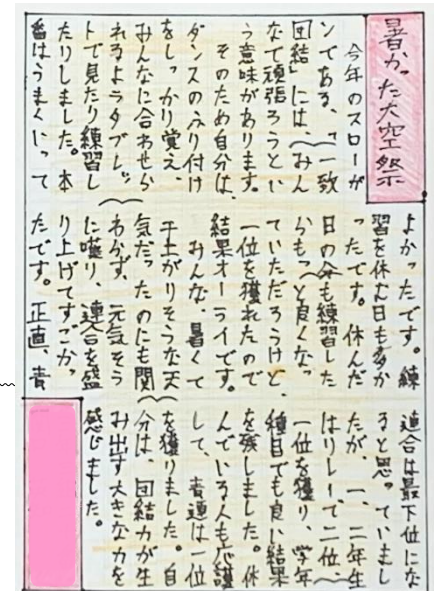 暑かった大空祭
今年のスローガ
ンである、「一致
団結」には、みん
なで頑張ろうとい
う意味があります。
そのため自分は、
ダンスのふり付け
をしっかり覚え、
みんなに合わせら
れるようタブレッ
トで見たり練習し
たりしました。本
番はうまくいって
よかったです。練
習を休む日も多か
ったです。休んだ
日の分も練習した
らもっと良くなっ
ていただろうけど、
一位を獲れたので
結果オーライです。
みんな、暑くて
干上がりそうな天
気だったのにも関
わらず、元気そう
に囃り、連合を盛
り上げてすごかっ
たです。正直、青
連合は最下位にな
ると思っていまし
たが、一、二年生
はリレーで二位、
一位を獲り、学年
種目でも良い結果
を残しました。休
んでいる人も応援
して、青連は一位
を獲りました。自
分は、団結力が生
み出す大きな力を
感じました。